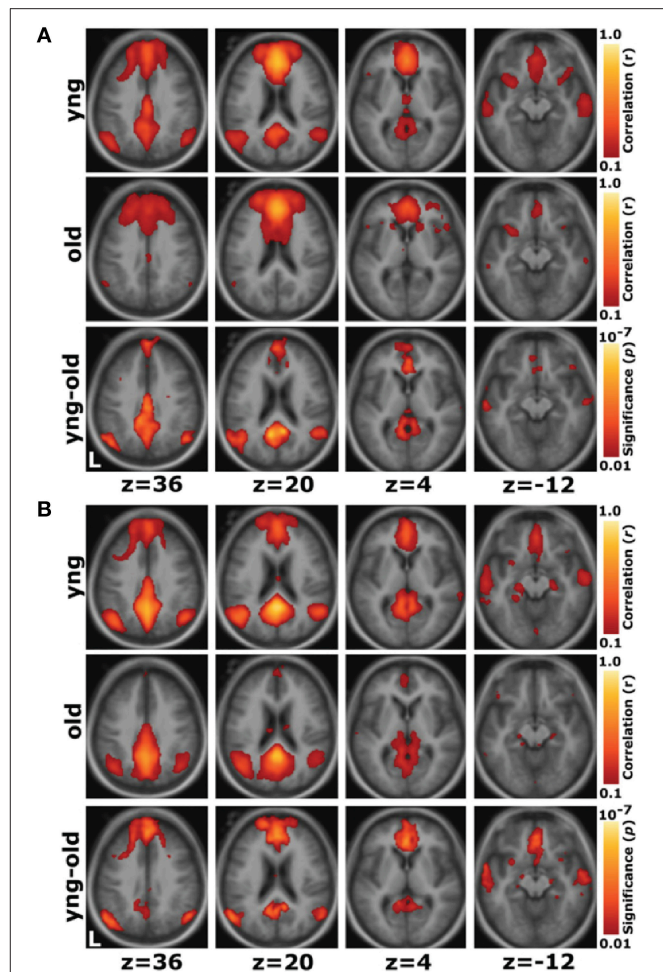 A
yng
1.0
Correlation (r)
0.1
old
1.0
Correlation (r)
0.1
yng-old
L
10-7
Significance (p)
0.01
z=36 z=20 z=4 z=-12
B
yng
1.0
Correlation (r)
0.1
old
1.0
Correlation (r)
0.1
yng-old
L
10-7
Significance (p)
0.01
z=36 z=20 z=4 z=-12